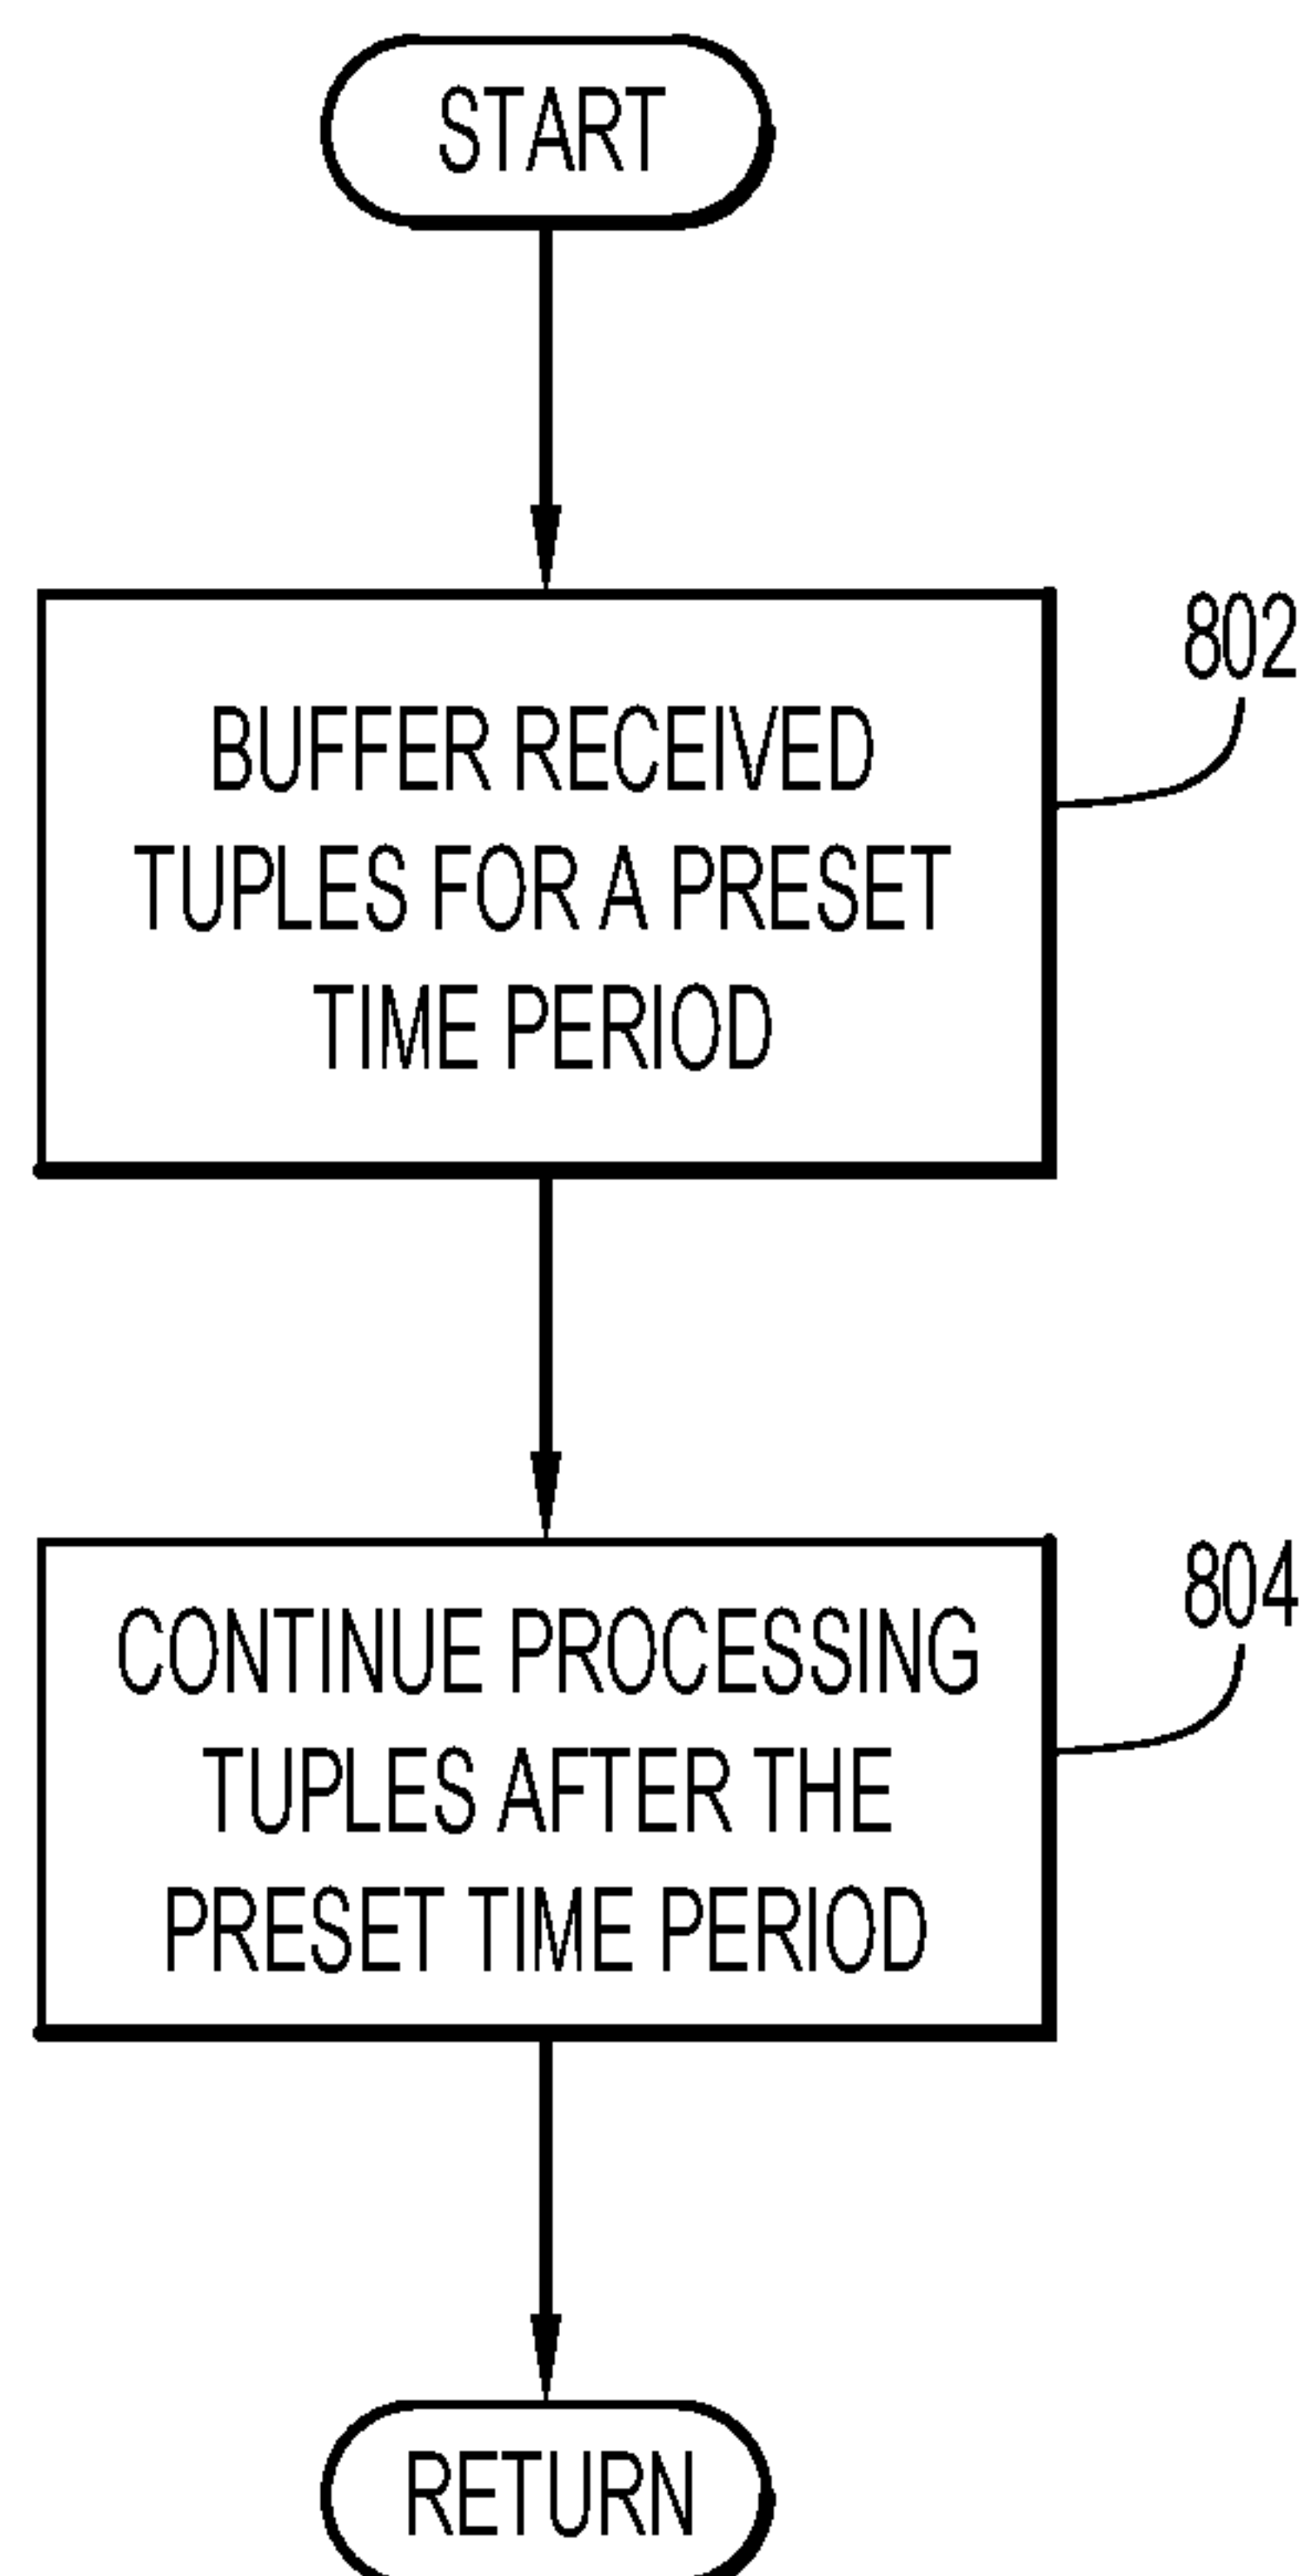 START
802
BUFFER RECEIVED
TUPLES FOR A PRESET
TIME PERIOD
804
CONTINUE PROCESSING
TUPLES AFTER THE
PRESET TIME PERIOD
RETURN